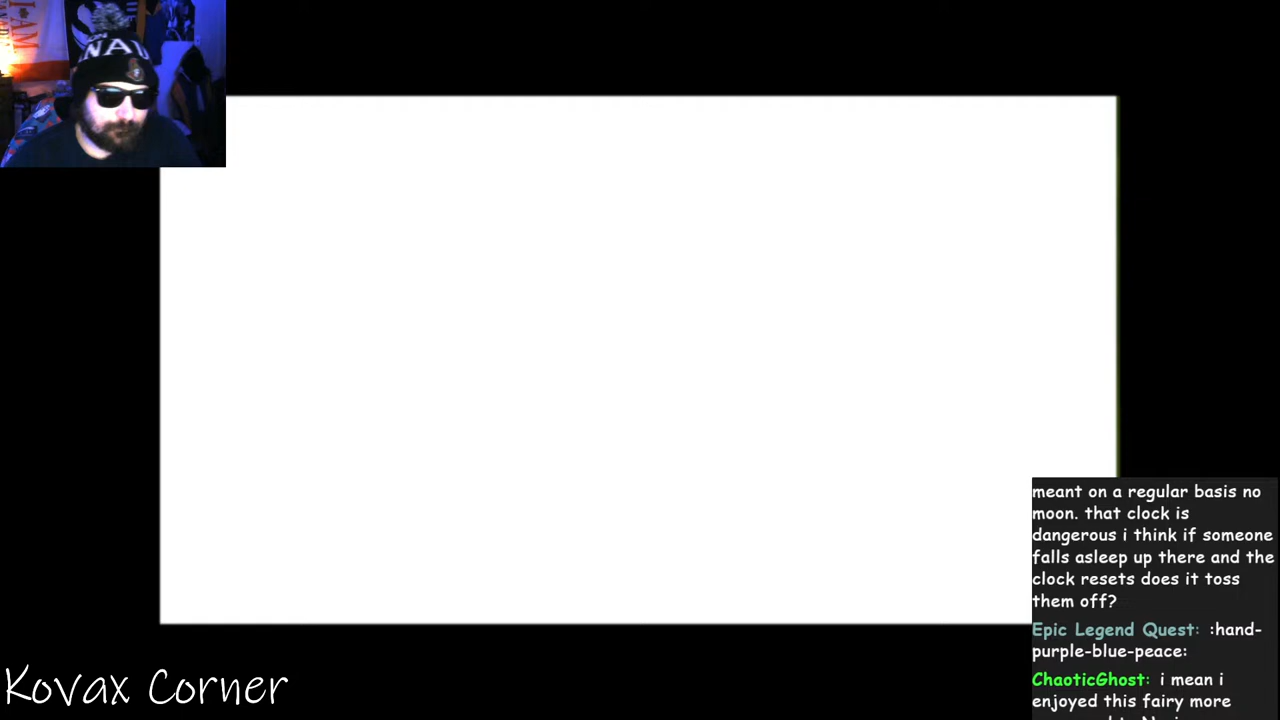 I AM
NAU
meant on a regular basis no
moon. that clock is
dangerous i think if someone
falls asleep up there and the
clock resets does it toss
them off?
Epic Legend Quest: :hand-
purple-blue-peace:
ChaoticGhost: i mean i
enjoyed this fairy more
Kovax Corner